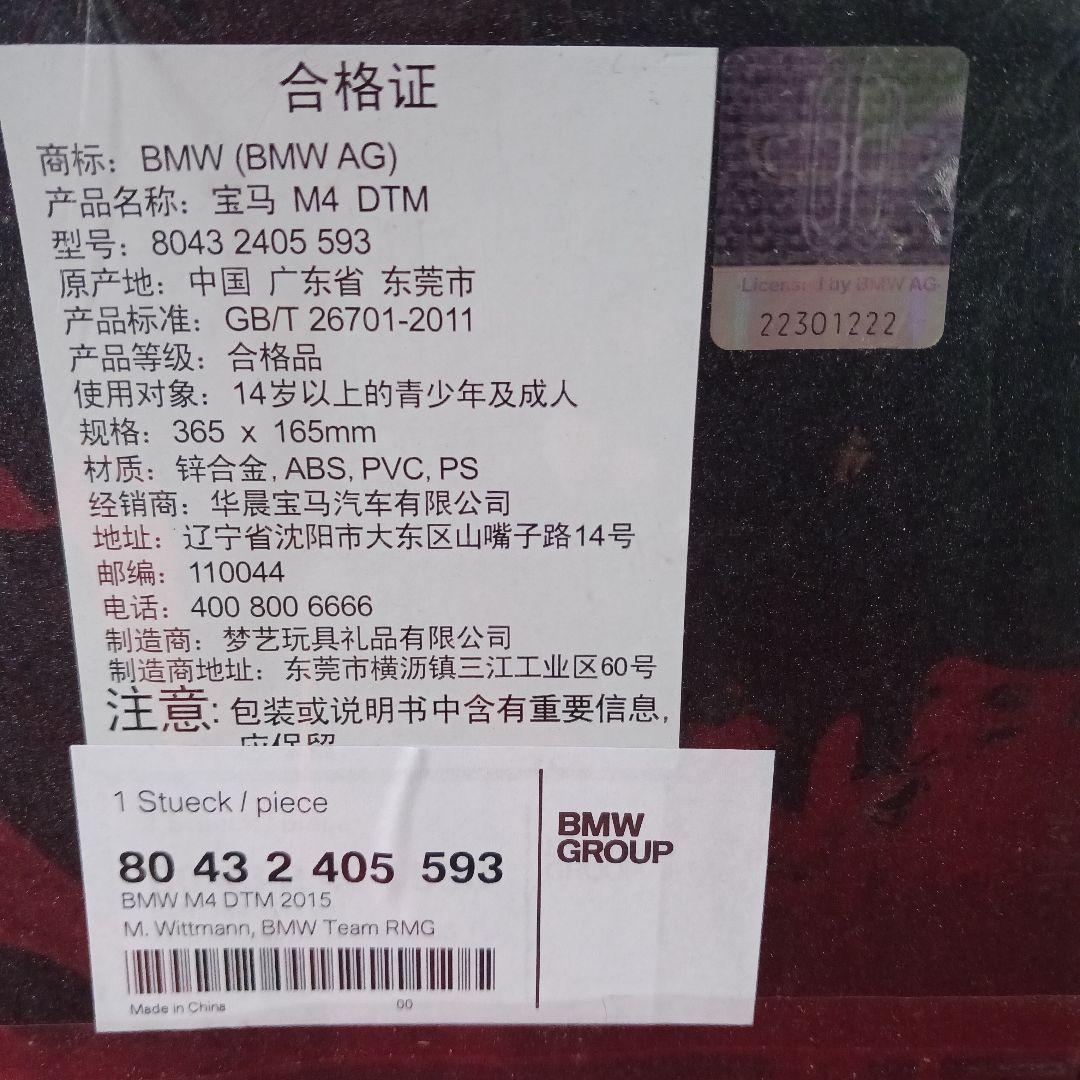 合格证
商标： BMW (BMW AG)
产品名称： 宝马 M4 DTM
型号： 8043 2405 593
原产地： 中国 广东省 东莞市
产品标准： GB/T 26701-2011
产品等级： 合格品
使用对象： 14岁以上的青少年及成人
规格： 365 x 165mm
材质： 锌合金, ABS, PVC, PS
经销商： 华晨宝马汽车有限公司
地址： 辽宁省沈阳市大东区山嘴子路14号
邮编： 110044
电话： 400 800 6666
制造商： 梦艺玩具礼品有限公司
制造商地址： 东莞市横沥镇三江工业区60号
注意: 包装或说明书中含有重要信息,
应保留
Licensed by BMW AG
22301222
1 Stueck / piece
80 43 2 405 593
BMW M4 DTM 2015
M. Wittmann, BMW Team RMG
Made in China 00
BMW
GROUP